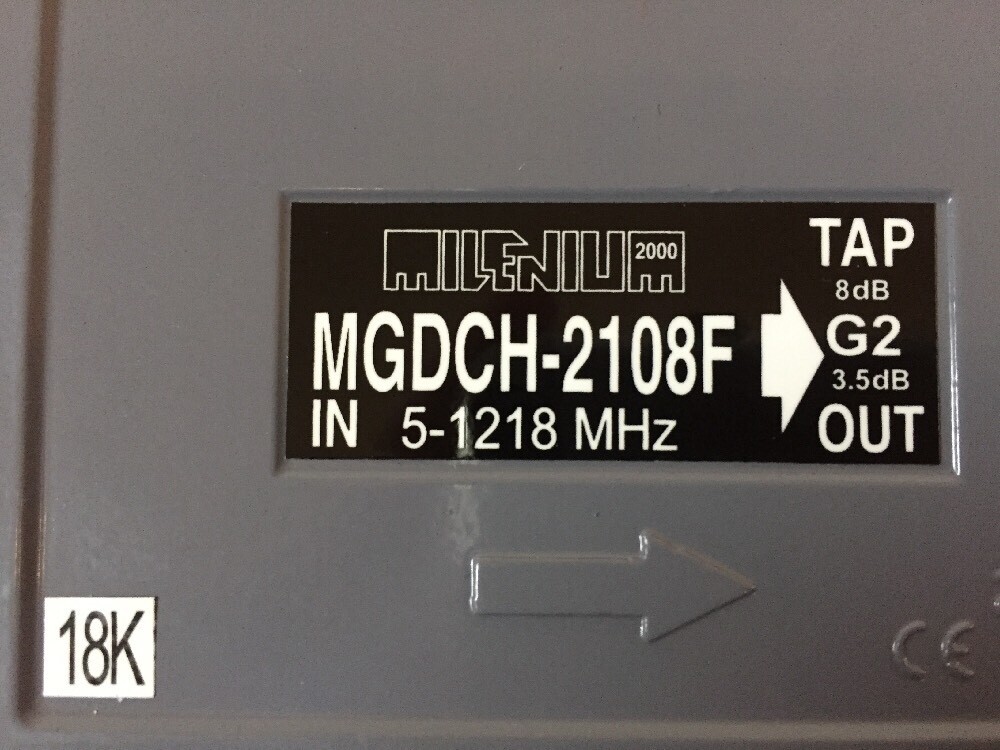 MILENIUM 2000
MGDCH-2108F
IN 5-1218 MHz
TAP
8dB
G2
3.5dB
OUT
18K
CE